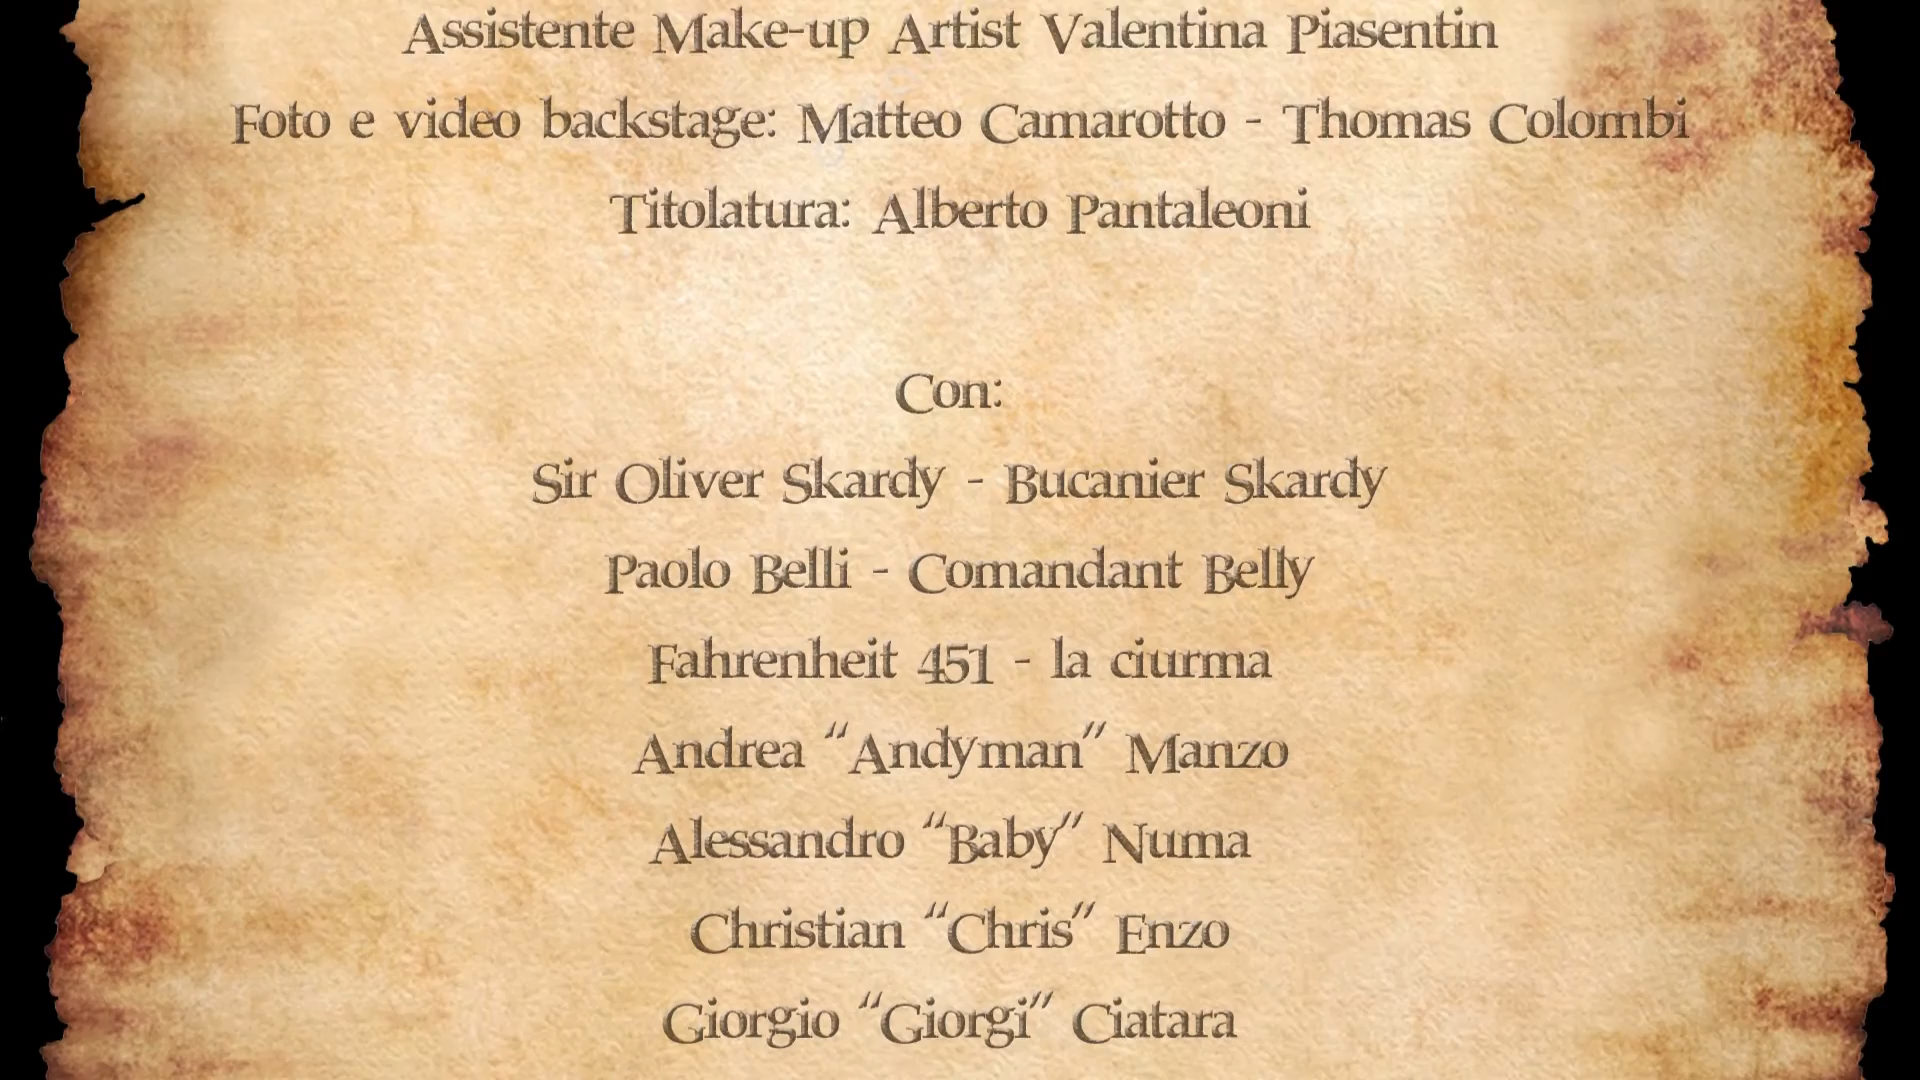 Assistente Make-up Artist Valentina Piasentin
Foto e video backstage: Matteo Camarotto - Thomas Colombi
Titolatura: Alberto Pantaleoni
Con:
Sir Oliver Skardy - Bucanier Skardy
Paolo Belli - Comandant Belly
Fahrenheit 451 - la ciurma
Andrea “Andyman” Manzo
Alessandro “Baby” Numa
Christian “Chris” Enzo
Giorgio “Giorgi” Ciatara